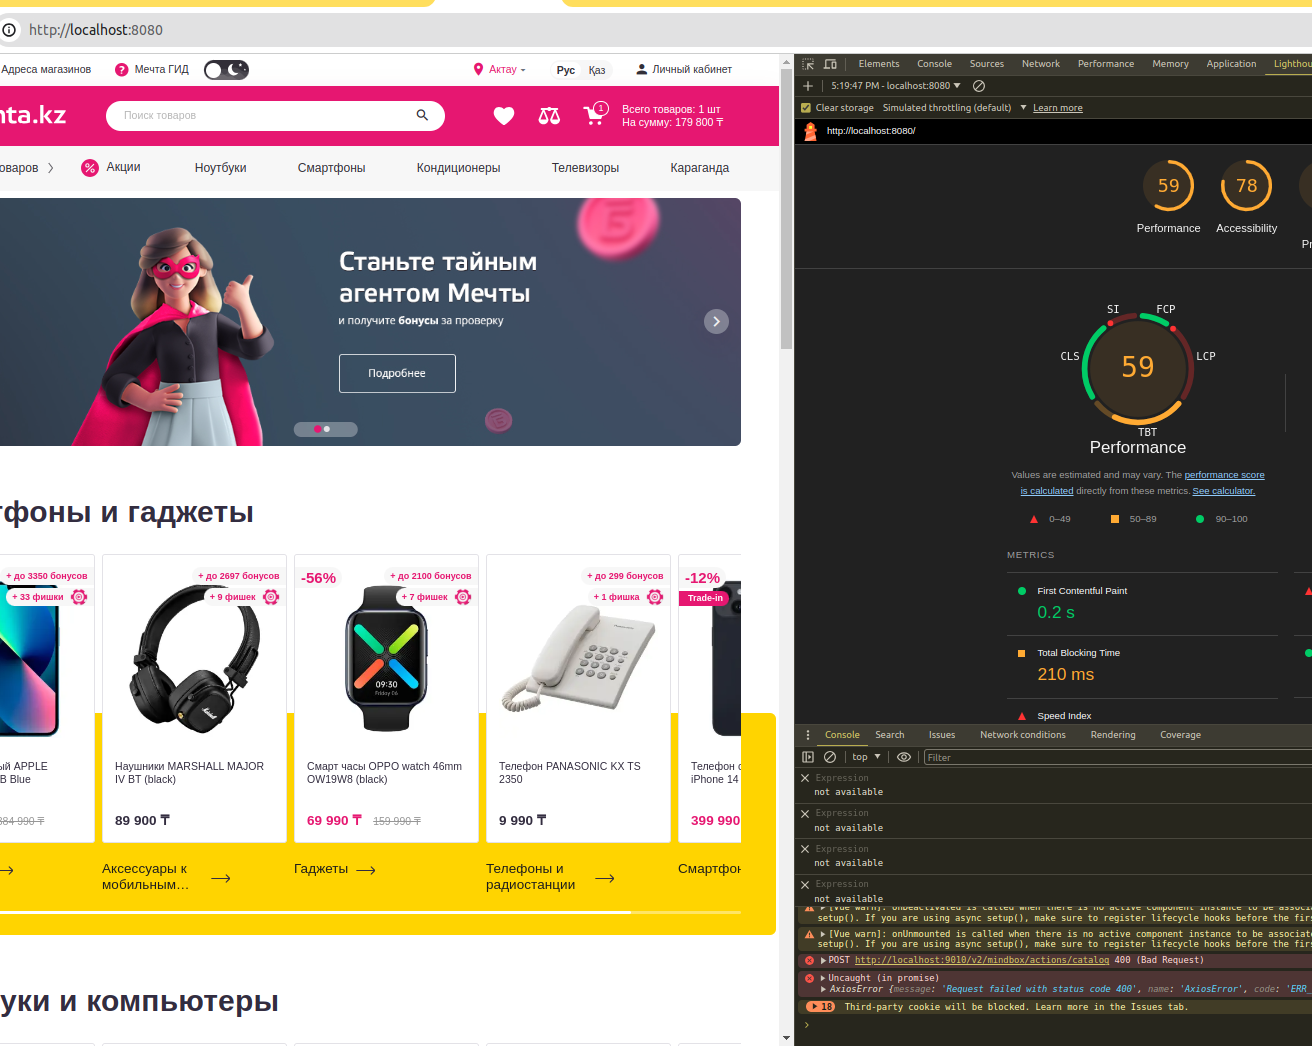 http://localhost:8080
Адреса магазинов
Мечта ГИД
Актау
Рус
Қаз
Личный кабинет
nta.kz
Поиск товаров
1
Всего товаров: 1 шт
На сумму: 179 800 ₸
оваров
Акции
Ноутбуки
Смартфоны
Кондиционеры
Телевизоры
Караганда
Станьте тайным
агентом Мечты
и получите бонусы за проверку
Подробнее
тфоны и гаджеты
+ до 3350 бонусов
+ 33 фишки
ый APPLE
B Blue
384 990 ₸
+ до 2697 бонусов
+ 9 фишек
Marshall
Наушники MARSHALL MAJOR
IV BT (black)
89 900 ₸
-56%
+ до 2100 бонусов
+ 7 фишек
09:30
Friday 06
Смарт часы OPPO watch 46mm
OW19W8 (black)
69 990 ₸
159 990 ₸
+ до 299 бонусов
+ 1 фишка
Телефон PANASONIC KX TS
2350
9 990 ₸
-12%
Trade-in
Телефон с
iPhone 14
399 990
Аксессуары к
мобильным…
Гаджеты
Телефоны и
радиостанции
Смартфон
уки и компьютеры
Elements
Console
Sources
Network
Performance
Memory
Application
Lighthou
5:19:47 PM - localhost:8080
Clear storage
Simulated throttling (default)
Learn more
http://localhost:8080/
59
78
Performance
Accessibility
Pr
SI
FCP
CLS
LCP
59
TBT
Performance
Values are estimated and may vary. The performance score
is calculated directly from these metrics. See calculator.
0–49
50–89
90–100
METRICS
First Contentful Paint
0.2 s
Total Blocking Time
210 ms
Speed Index
Console
Search
Issues
Network conditions
Rendering
Coverage
top
Filter
Expression
not available
Expression
not available
Expression
not available
Expression
not available
[Vue warn]: onDeactivated is called when there is no active component instance to be associa
setup(). If you are using async setup(), make sure to register lifecycle hooks before the firs
[Vue warn]: onUnmounted is called when there is no active component instance to be associate
setup(). If you are using async setup(), make sure to register lifecycle hooks before the firs
POST http://localhost:9010/v2/mindbox/actions/catalog 400 (Bad Request)
Uncaught (in promise)
AxiosError {message: 'Request failed with status code 400', name: 'AxiosError', code: 'ERR_
18
Third-party cookie will be blocked. Learn more in the Issues tab.